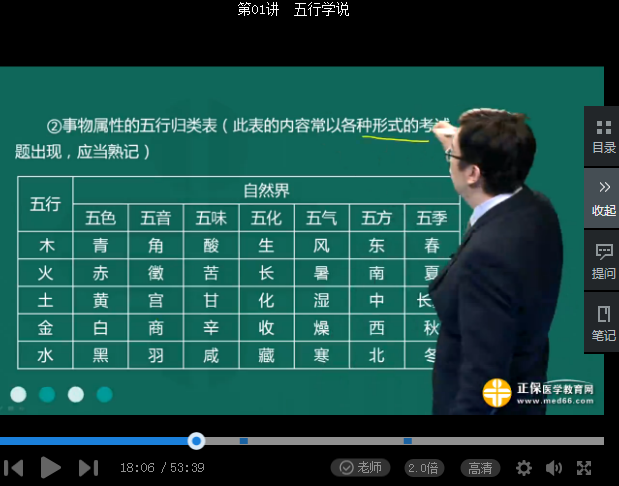 第01讲 五行学说
②事物属性的五行归类表（此表的内容常以各种形式的考试
题出现，应当熟记）
五行 自然界
五色 五音 五味 五化 五气 五方 五季
木 青 角 酸 生 风 东 春
火 赤 徵 苦 长 暑 南 夏
土 黄 宫 甘 化 湿 中 长
金 白 商 辛 收 燥 西 秋
水 黑 羽 咸 藏 寒 北 冬
目录
收起
提问
笔记
正保医学教育网
www.med66.com
18:06 / 53:39 老师 2.0倍 高清